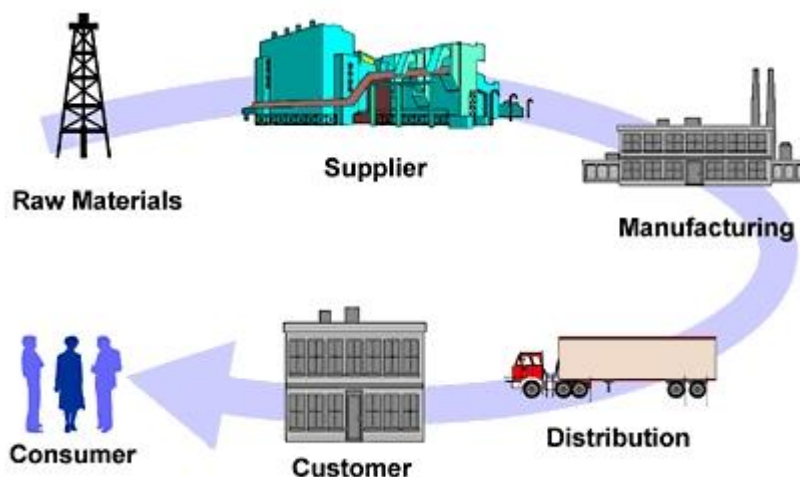 Raw Materials
Supplier
Manufacturing
Distribution
Customer
Consumer